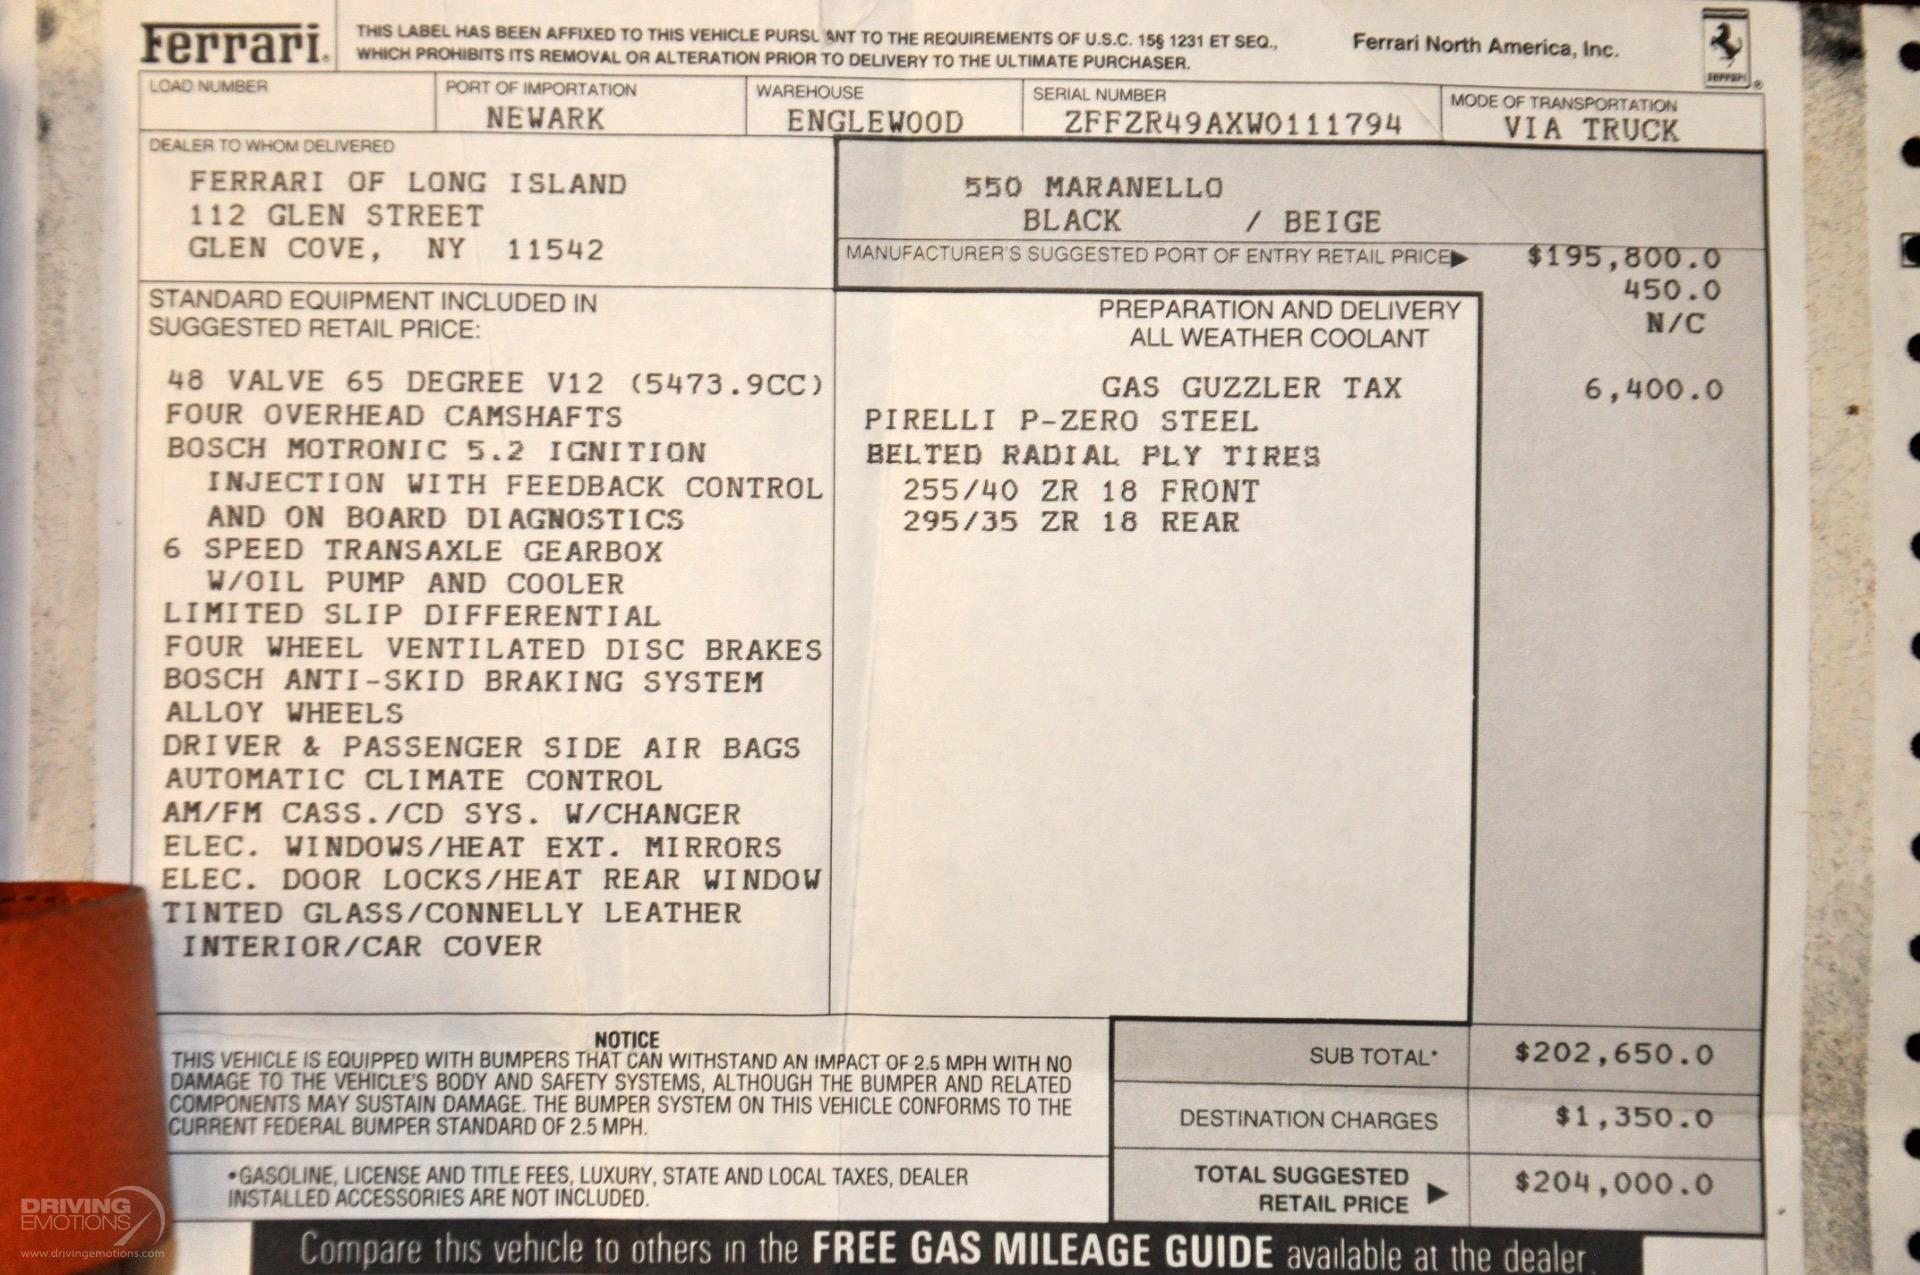 Ferrari®
THIS LABEL HAS BEEN AFFIXED TO THIS VEHICLE PURSUANT TO THE REQUIREMENTS OF U.S.C. 15§ 1231 ET SEQ.,
WHICH PROHIBITS ITS REMOVAL OR ALTERATION PRIOR TO DELIVERY TO THE ULTIMATE PURCHASER.
Ferrari North America, Inc.
FERRARI ®
LOAD NUMBER
PORT OF IMPORTATION
NEWARK
WAREHOUSE
ENGLEWOOD
SERIAL NUMBER
ZFFZR49AXW0111794
MODE OF TRANSPORTATION
VIA TRUCK
DEALER TO WHOM DELIVERED
FERRARI OF LONG ISLAND
112 GLEN STREET
GLEN COVE, NY 11542
550 MARANELLO
BLACK / BEIGE
MANUFACTURER'S SUGGESTED PORT OF ENTRY RETAIL PRICE▶ $195,800.0
STANDARD EQUIPMENT INCLUDED IN
SUGGESTED RETAIL PRICE:
48 VALVE 65 DEGREE V12 (5473.9CC)
FOUR OVERHEAD CAMSHAFTS
BOSCH MOTRONIC 5.2 IGNITION
INJECTION WITH FEEDBACK CONTROL
AND ON BOARD DIAGNOSTICS
6 SPEED TRANSAXLE GEARBOX
W/OIL PUMP AND COOLER
LIMITED SLIP DIFFERENTIAL
FOUR WHEEL VENTILATED DISC BRAKES
BOSCH ANTI-SKID BRAKING SYSTEM
ALLOY WHEELS
DRIVER & PASSENGER SIDE AIR BAGS
AUTOMATIC CLIMATE CONTROL
AM/FM CASS./CD SYS. W/CHANGER
ELEC. WINDOWS/HEAT EXT. MIRRORS
ELEC. DOOR LOCKS/HEAT REAR WINDOW
TINTED GLASS/CONNELLY LEATHER
INTERIOR/CAR COVER
PREPARATION AND DELIVERY 450.0
ALL WEATHER COOLANT N/C
GAS GUZZLER TAX 6,400.0
PIRELLI P-ZERO STEEL
BELTED RADIAL PLY TIRES
255/40 ZR 18 FRONT
295/35 ZR 18 REAR
NOTICE
THIS VEHICLE IS EQUIPPED WITH BUMPERS THAT CAN WITHSTAND AN IMPACT OF 2.5 MPH WITH NO
DAMAGE TO THE VEHICLE'S BODY AND SAFETY SYSTEMS, ALTHOUGH THE BUMPER AND RELATED
COMPONENTS MAY SUSTAIN DAMAGE. THE BUMPER SYSTEM ON THIS VEHICLE CONFORMS TO THE
CURRENT FEDERAL BUMPER STANDARD OF 2.5 MPH.
•GASOLINE, LICENSE AND TITLE FEES, LUXURY, STATE AND LOCAL TAXES, DEALER
INSTALLED ACCESSORIES ARE NOT INCLUDED.
SUB TOTAL* $202,650.0
DESTINATION CHARGES $1,350.0
TOTAL SUGGESTED
RETAIL PRICE ▶ $204,000.0
Compare this vehicle to others in the FREE GAS MILEAGE GUIDE available at the dealer.
DRIVING
EMOTIONS
www.drivingemotions.com